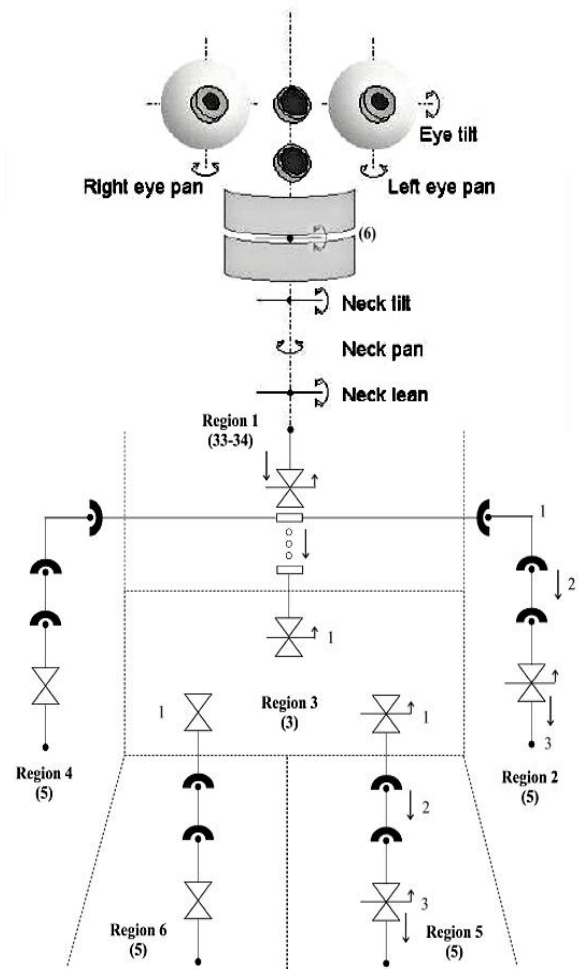 Eye tilt
Right eye pan
Left eye pan
(6)
Neck tilt
Neck pan
Neck lean
Region 1
(33-34)
1
2
1
1
Region 3
(3)
1
3
Region 4
(5)
Region 2
(5)
2
3
Region 6
(5)
Region 5
(5)